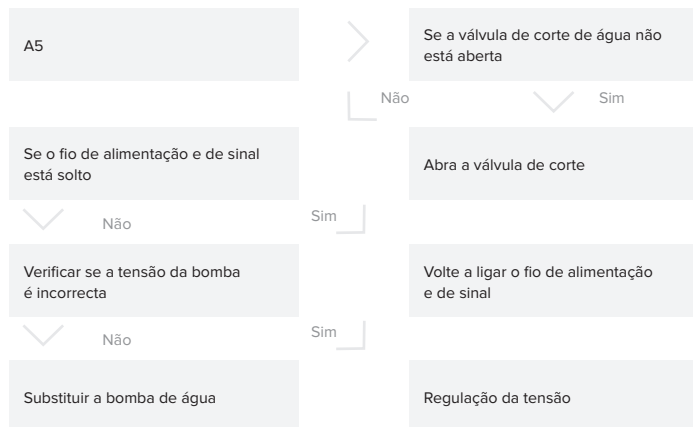 A5
Se a válvula de corte de água não
está aberta
Não
Sim
Se o fio de alimentação e de sinal
está solto
Abra a válvula de corte
Não
Sim
Verificar se a tensão da bomba
é incorrecta
Volte a ligar o fio de alimentação
e de sinal
Não
Sim
Substituir a bomba de água
Regulação da tensão